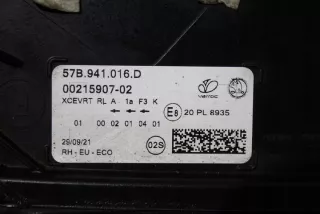 57B.941.016.D
00215907-02
XCEVRT RL A 1a F3 K
← ← ←
01 00 02 01 04 01
E8 20 PL 8935
29/09/21
RH - EU - ECO
02S